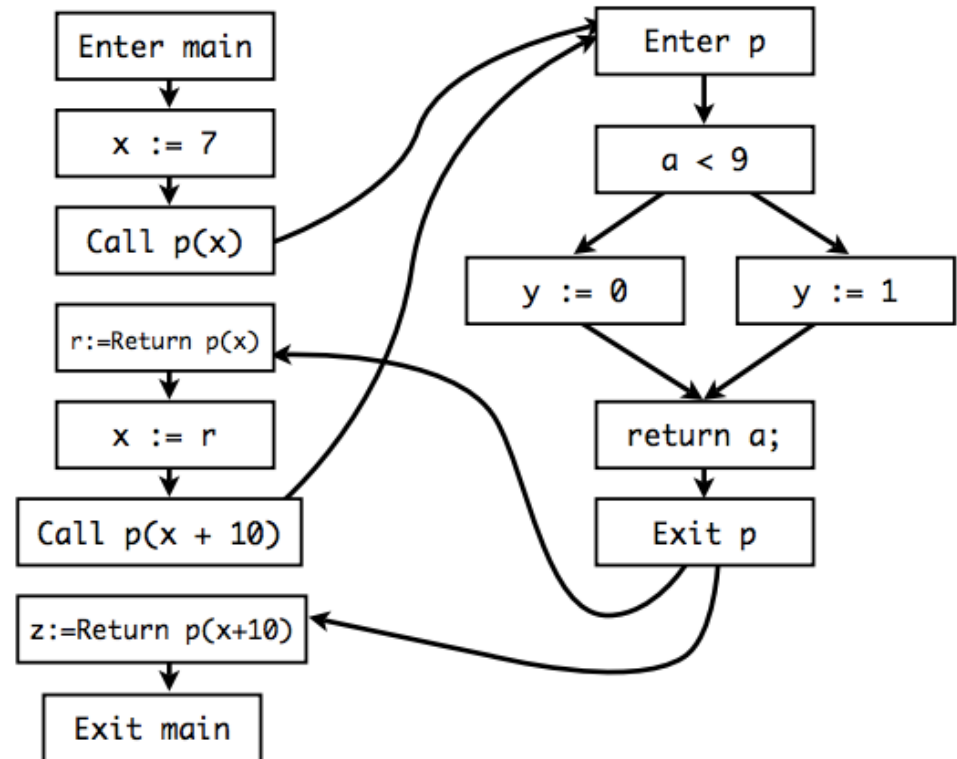 Enter main
x := 7
Call p(x)
r:=Return p(x)
x := r
Call p(x + 10)
z:=Return p(x+10)
Exit main
Enter p
a < 9
y := 0
y := 1
return a;
Exit p